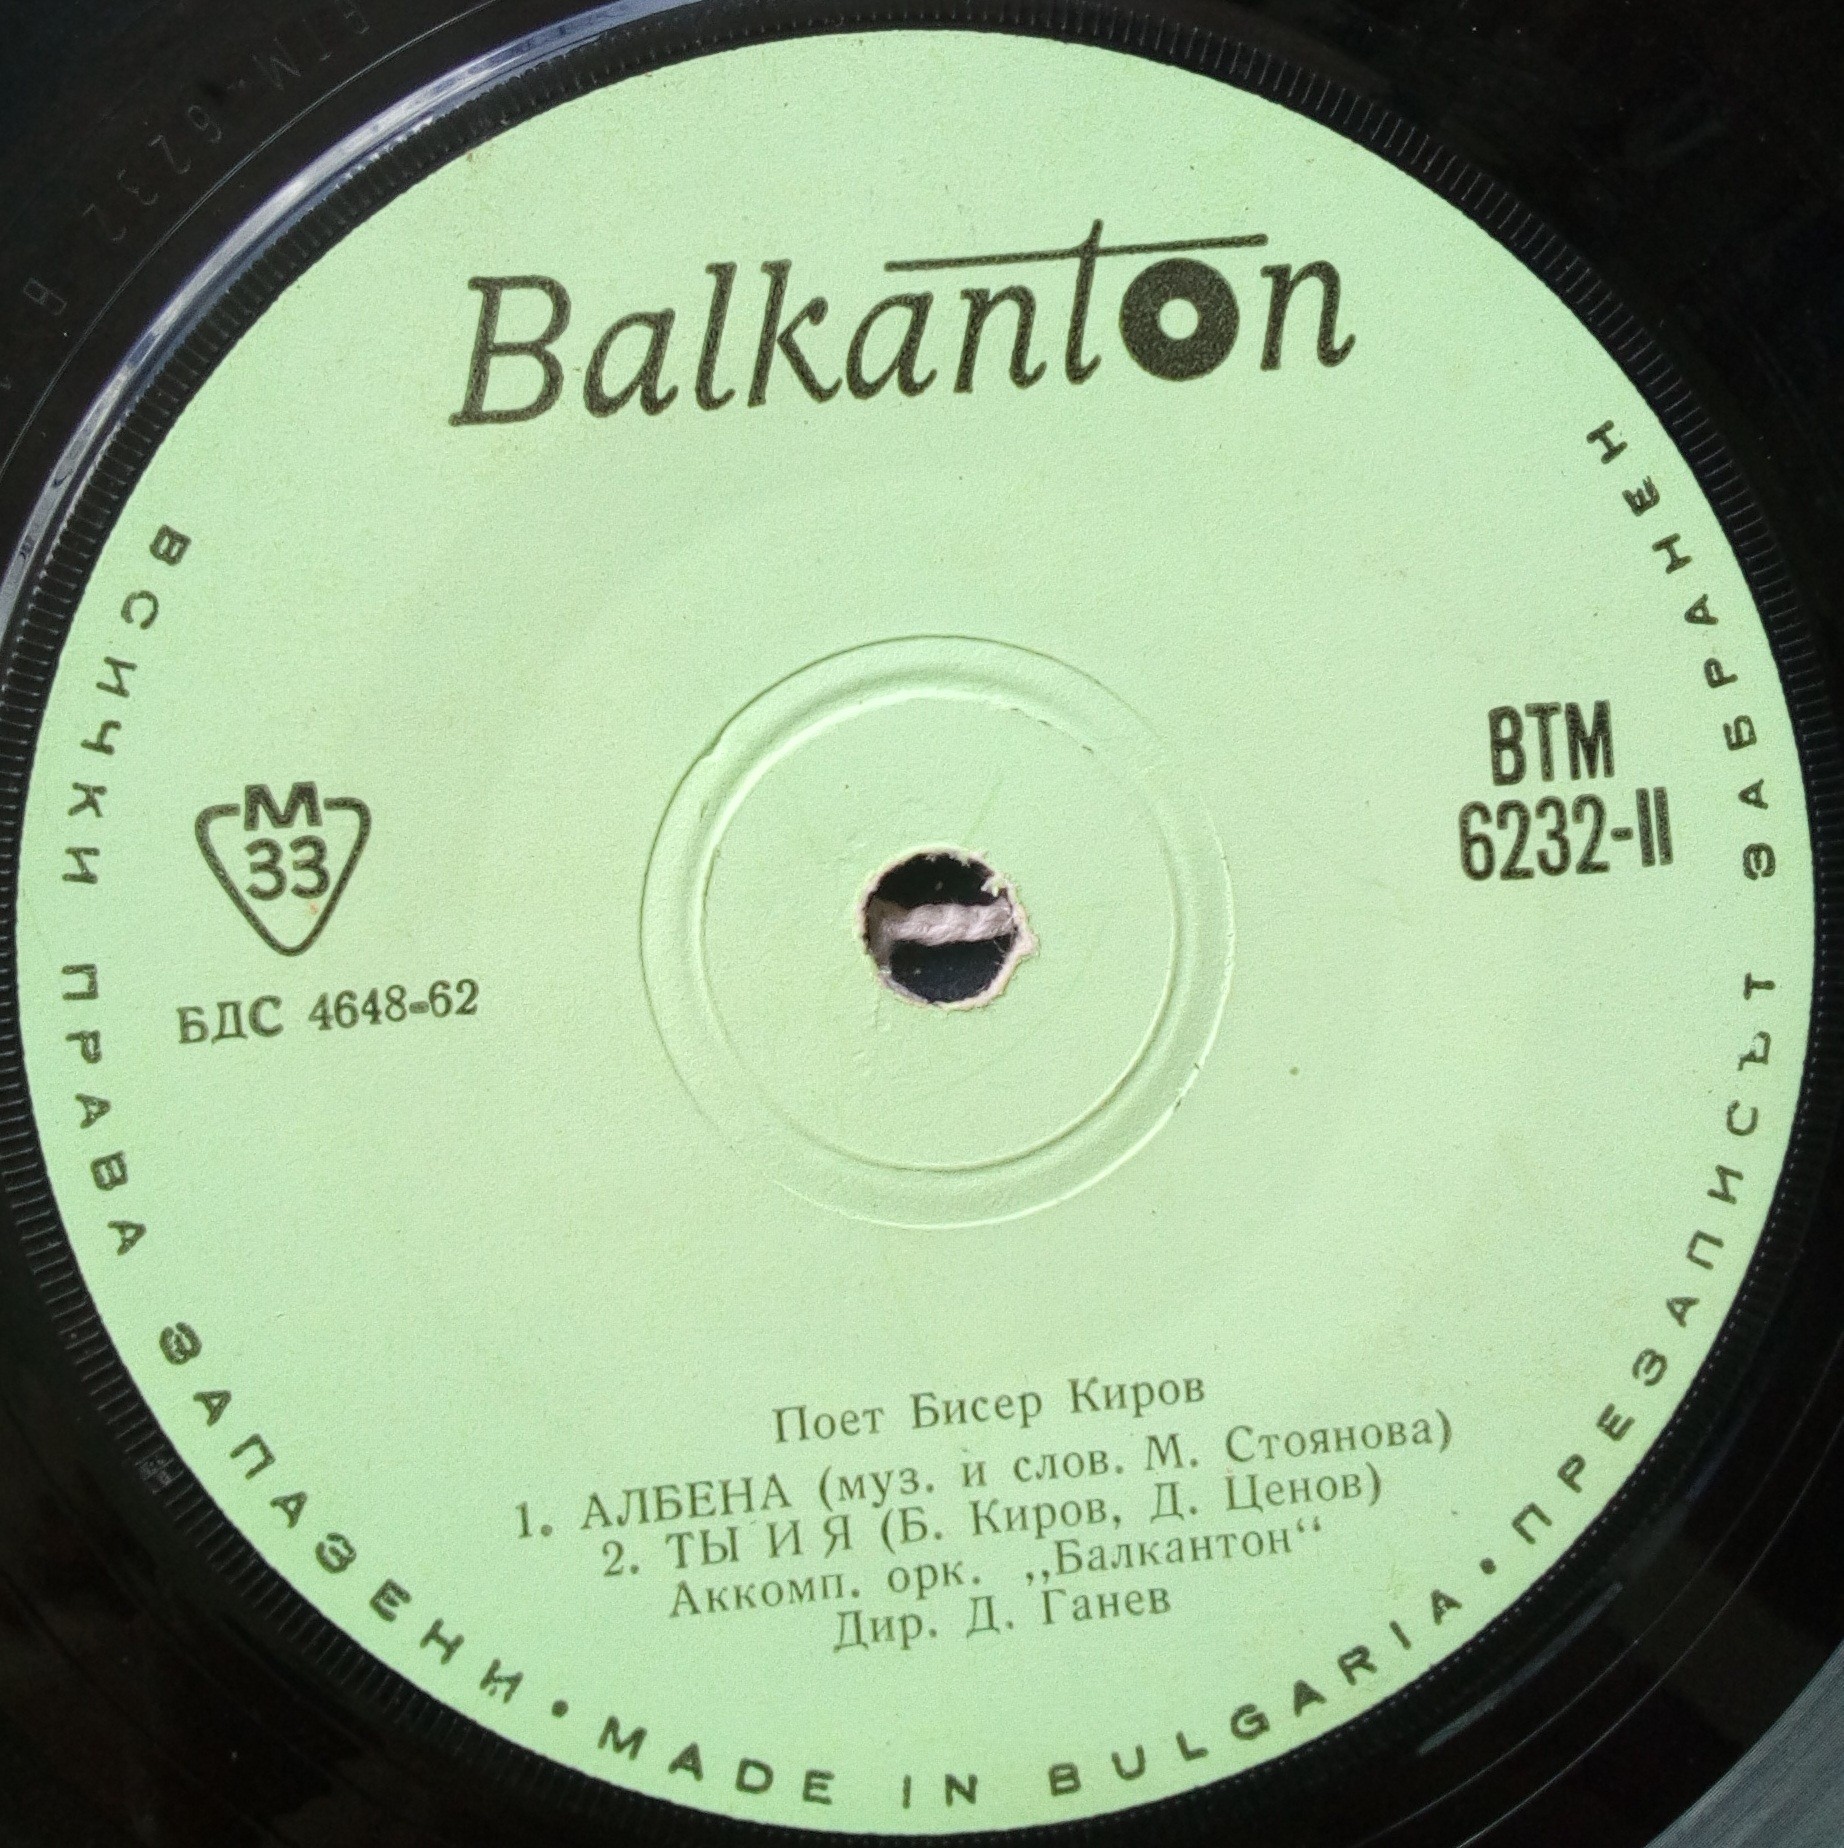 Balkanton
ВТМ
6232-II
М
33
БДС 4648-62
Поет Бисер Киров
1. АЛБЕНА (муз. и слов. М. Стоянова)
2. ТЫ И Я (Б. Киров, Д. Ценов)
Аккомп. орк. „Балкантон“
Дир. Д. Ганев
ВСИЧКИ ПРАВА ЗАПАЗЕНИ • MADE IN BULGARIA • ПРЕЗАПИСЪТ ЗАБРАНЕН